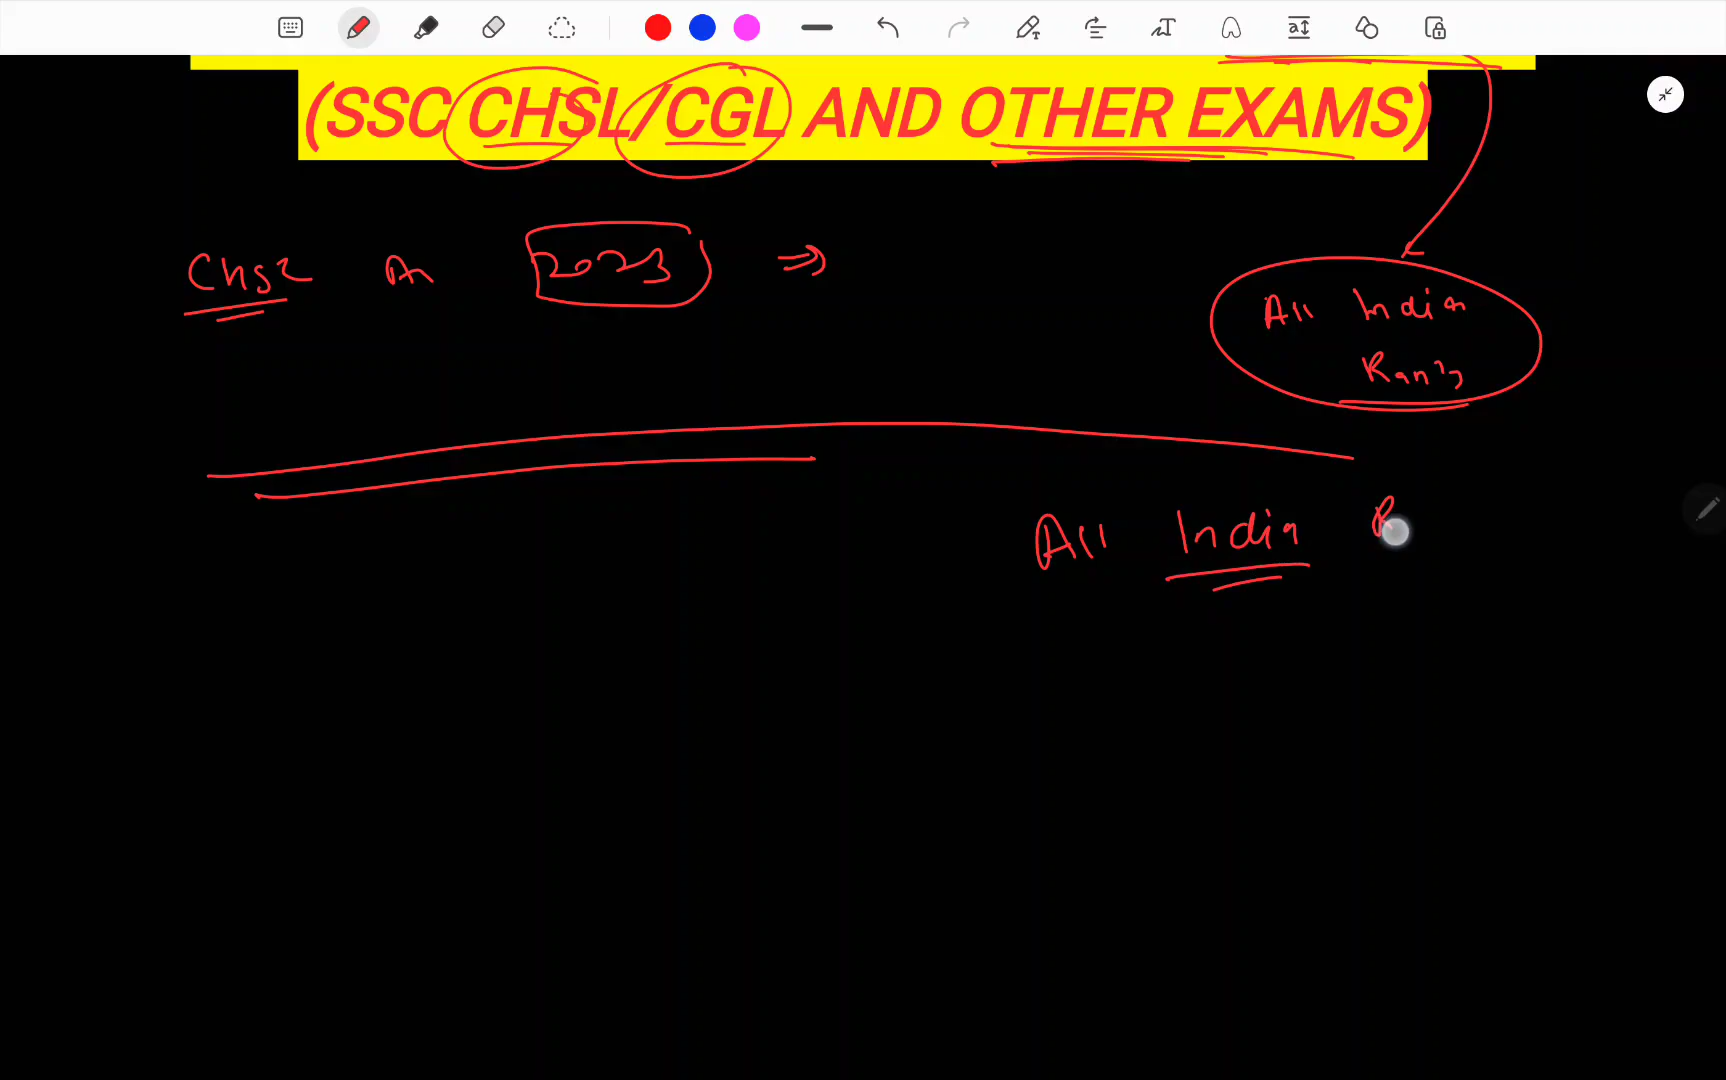 (SSC CHSL/CGL AND OTHER EXAMS)
Chsl 2023 ⇒
All India
Rank
All India R